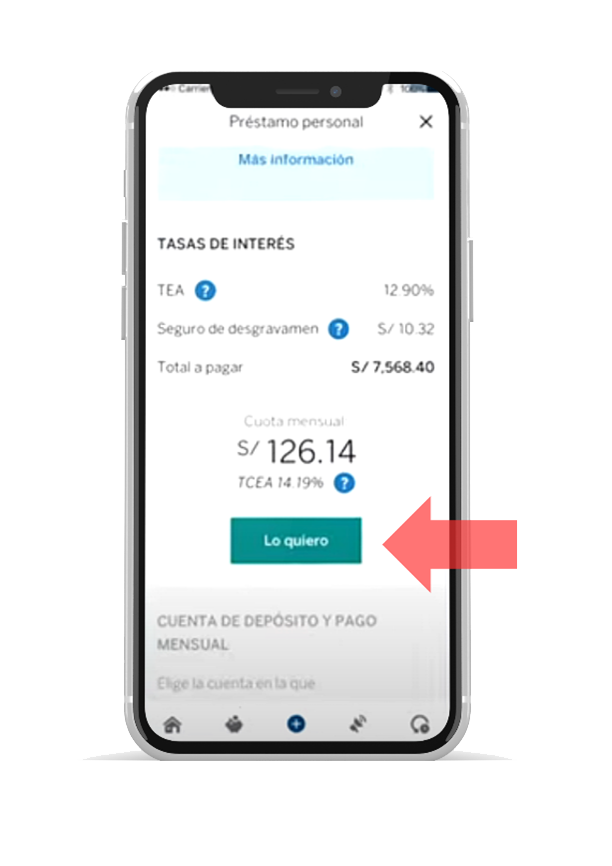 Carrier
100%
Préstamo personal
Más información
TASAS DE INTERÉS
TEA ? 12.90%
Seguro de desgravamen ? S/ 10.32
Total a pagar S/ 7,568.40
Cuota mensual
S/ 126.14
TCEA 14.19% ?
Lo quiero
CUENTA DE DEPÓSITO Y PAGO
MENSUAL
Elige la cuenta en la que